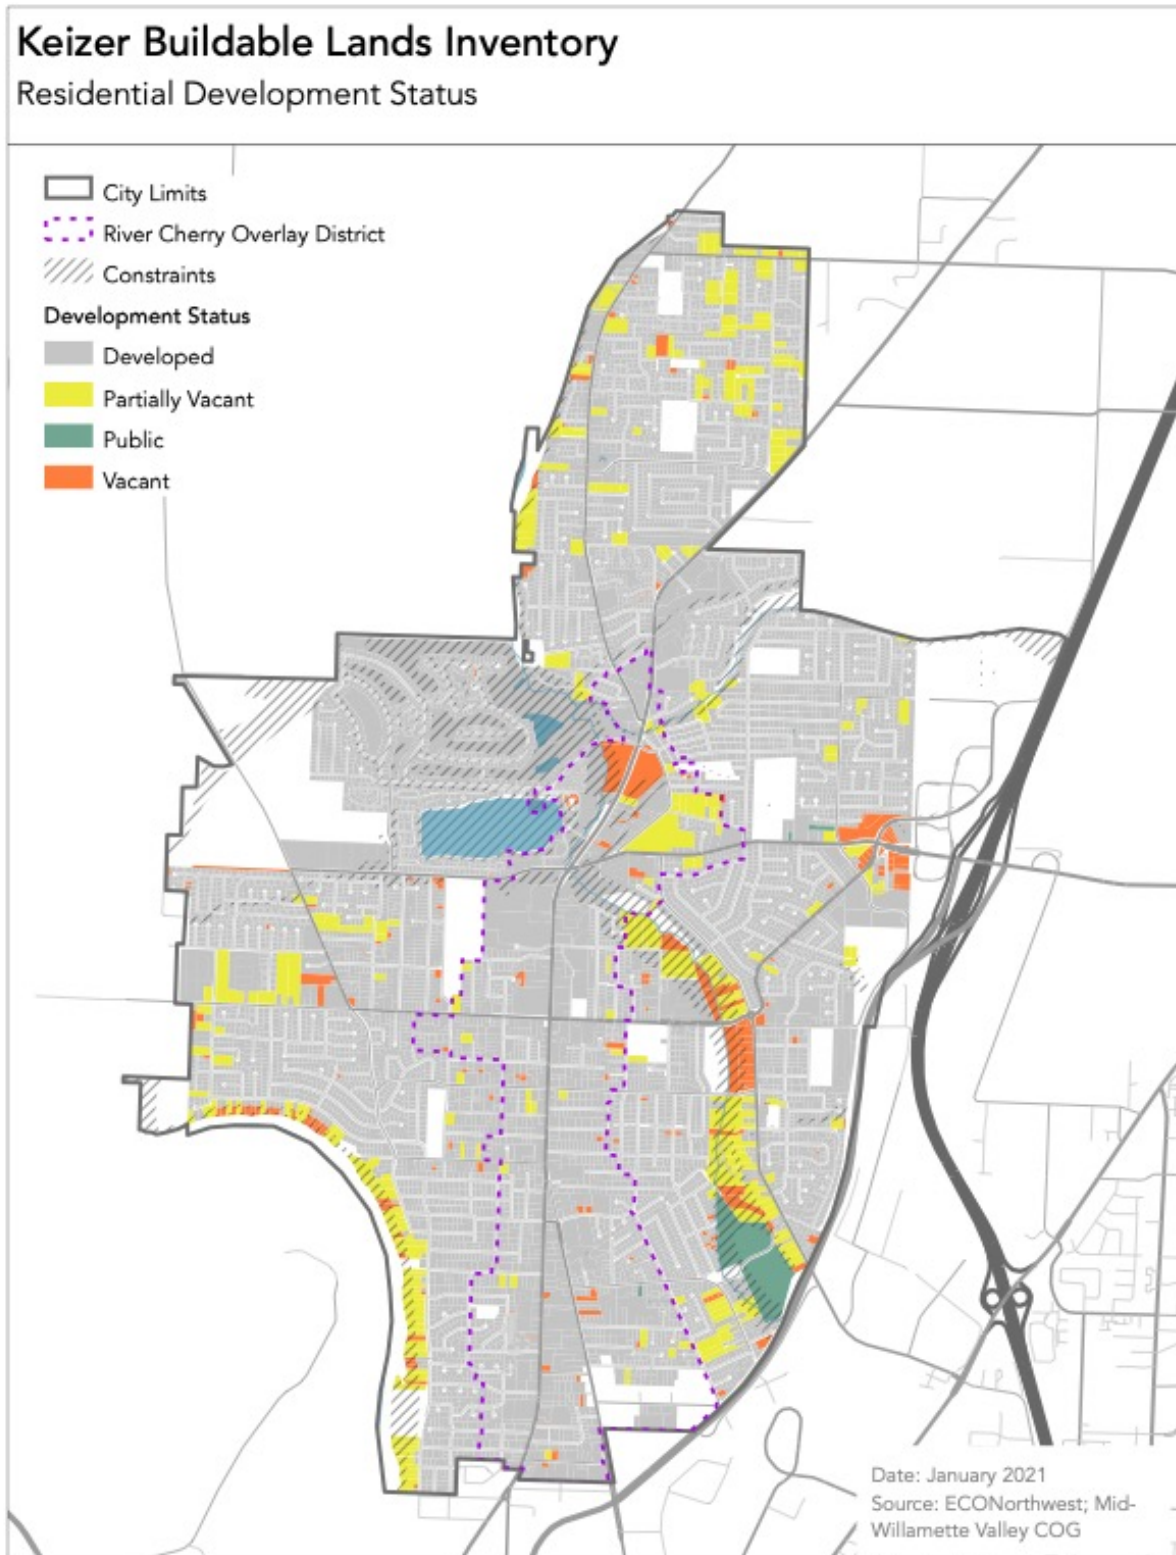 Keizer Buildable Lands Inventory
Residential Development Status
City Limits
River Cherry Overlay District
Constraints
Development Status
Developed
Partially Vacant
Public
Vacant
Date: January 2021
Source: ECONorthwest; Mid-
Willamette Valley COG